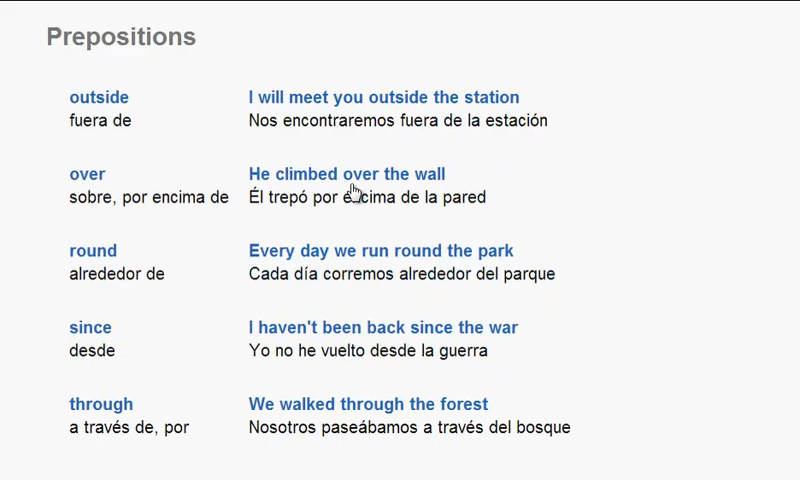 Prepositions
outside
I will meet you outside the station
fuera de
Nos encontraremos fuera de la estación
over
He climbed over the wall
sobre, por encima de
Él trepó por encima de la pared
round
Every day we run round the park
alrededor de
Cada día corremos alrededor del parque
since
I haven't been back since the war
desde
Yo no he vuelto desde la guerra
through
We walked through the forest
a través de, por
Nosotros paseábamos a través del bosque